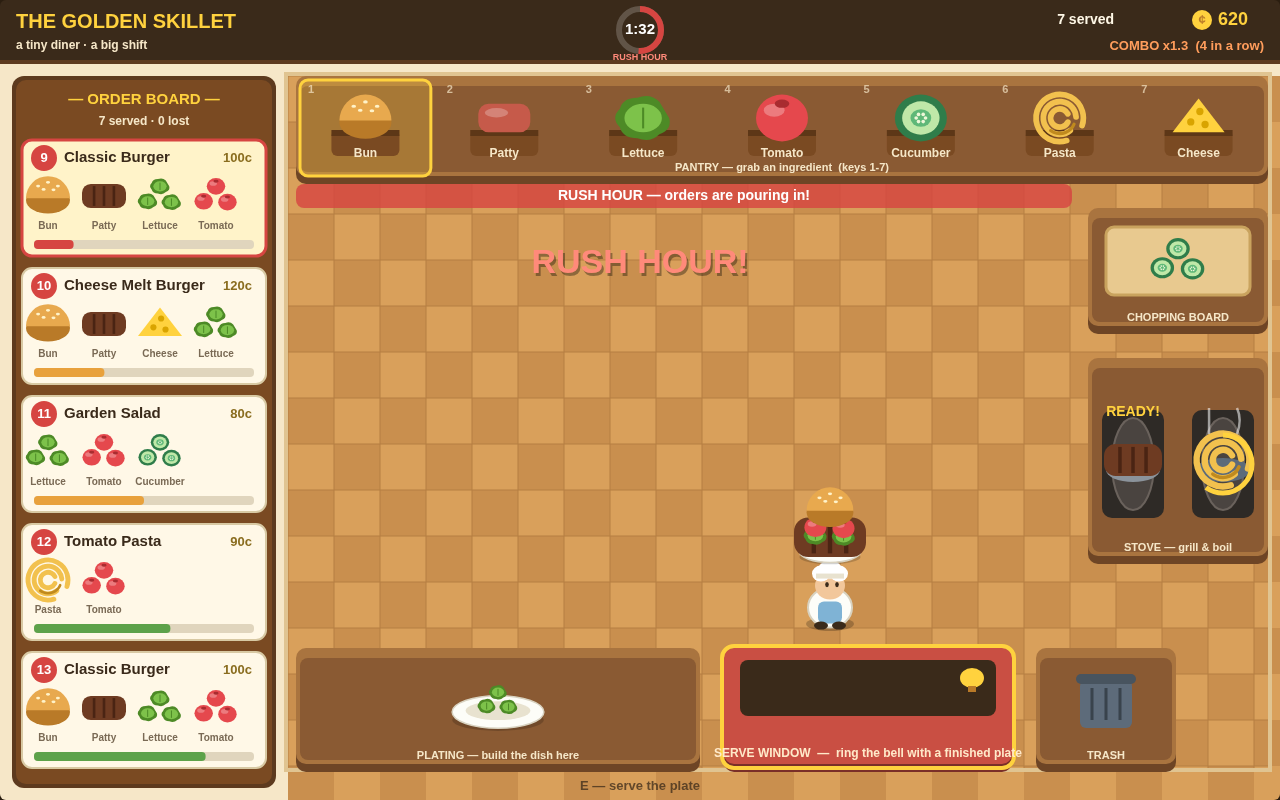 THE GOLDEN SKILLET
a tiny diner · a big shift
1:32
RUSH HOUR
7 served
¢ 620
COMBO x1.3 (4 in a row)
— ORDER BOARD —
7 served · 0 lost
9 Classic Burger 100c
Bun Patty Lettuce Tomato
10 Cheese Melt Burger 120c
Bun Patty Cheese Lettuce
11 Garden Salad 80c
Lettuce Tomato Cucumber
12 Tomato Pasta 90c
Pasta Tomato
13 Classic Burger 100c
Bun Patty Lettuce Tomato
1 2 3 4 5 6 7
Bun Patty Lettuce Tomato Cucumber Pasta Cheese
PANTRY — grab an ingredient (keys 1-7)
RUSH HOUR — orders are pouring in!
RUSH HOUR!
CHOPPING BOARD
READY!
STOVE — grill & boil
PLATING — build the dish here
SERVE WINDOW — ring the bell with a finished plate
TRASH
E — serve the plate